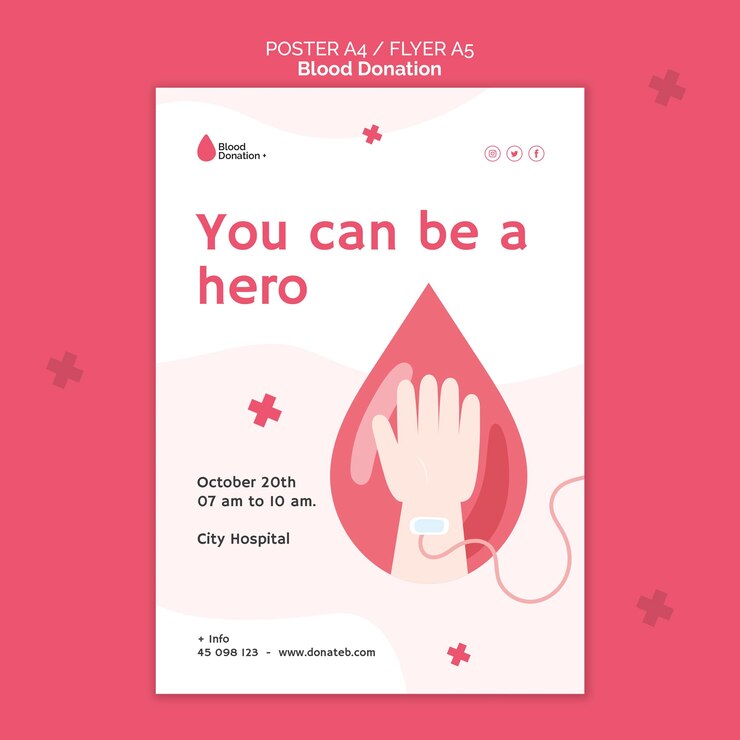 POSTER A4 / FLYER A5
Blood Donation
Blood
Donation +
You can be a
hero
October 20th
07 am to 10 am.
City Hospital
+ Info
45 098 123 - www.donateb.com